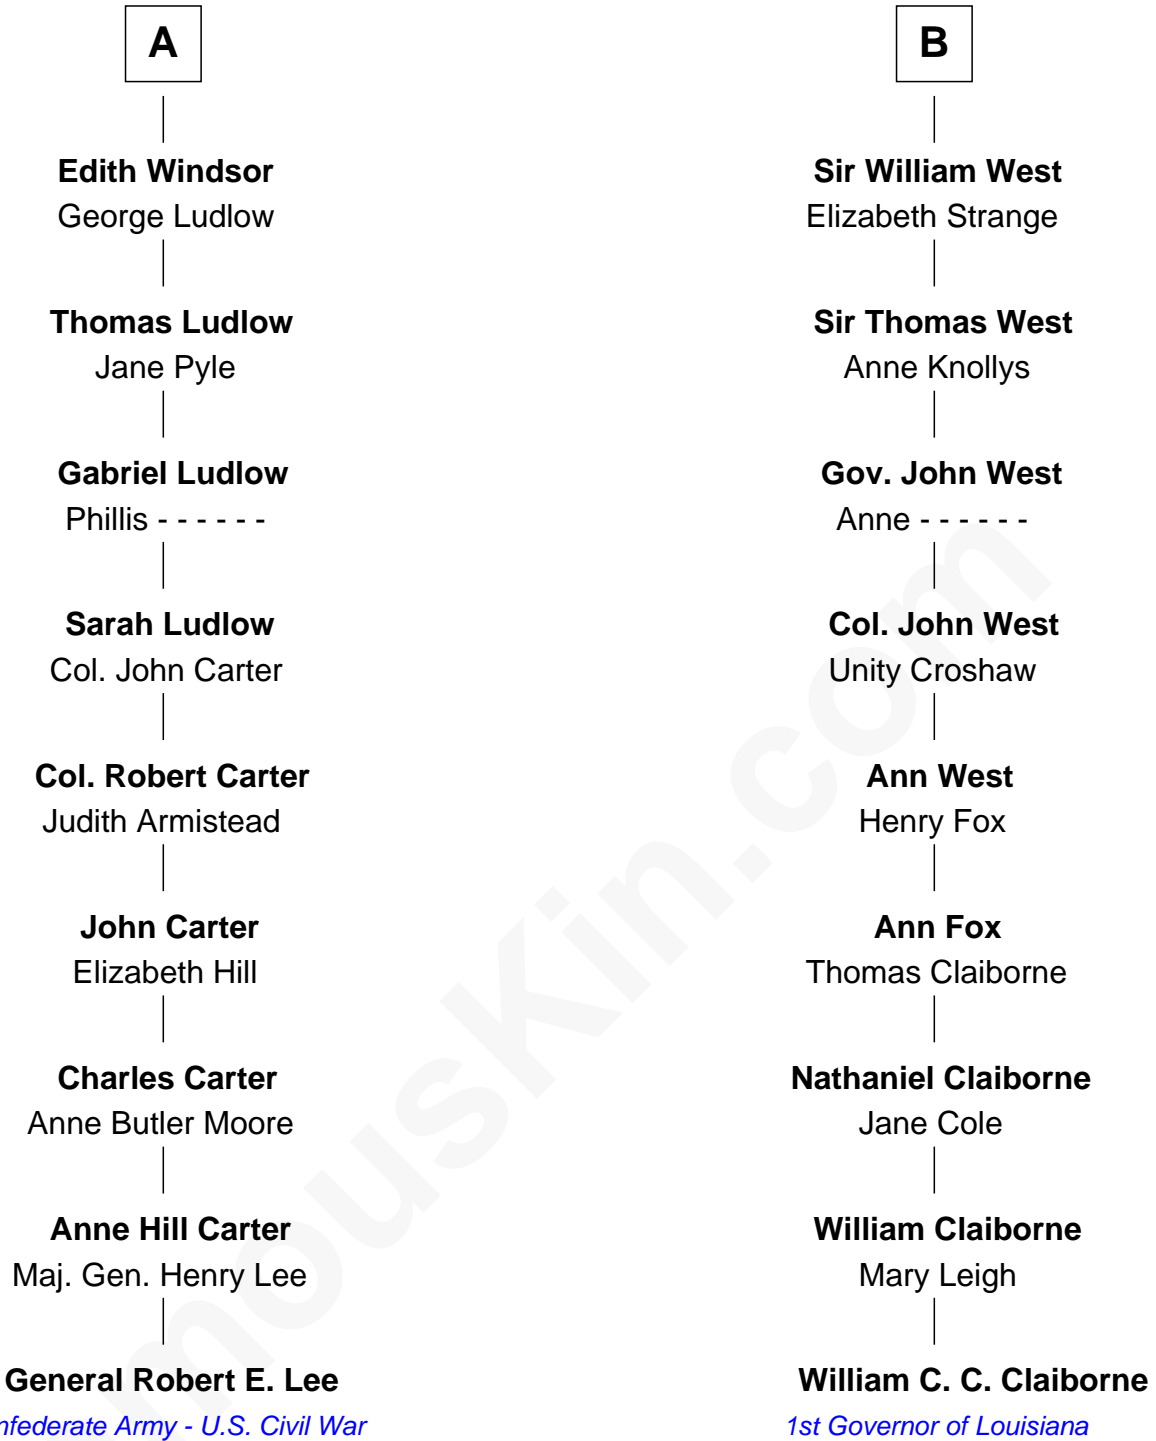 A
Edith Windsor
George Ludlow
Thomas Ludlow
Jane Pyle
Gabriel Ludlow
Phillis - - - - - -
Sarah Ludlow
Col. John Carter
Col. Robert Carter
Judith Armistead
John Carter
Elizabeth Hill
Charles Carter
Anne Butler Moore
Anne Hill Carter
Maj. Gen. Henry Lee
General Robert E. Lee
nfederate Army - U.S. Civil War
B
Sir William West
Elizabeth Strange
Sir Thomas West
Anne Knollys
Gov. John West
Anne - - - - - -
Col. John West
Unity Croshaw
Ann West
Henry Fox
Ann Fox
Thomas Claiborne
Nathaniel Claiborne
Jane Cole
William Claiborne
Mary Leigh
William C. C. Claiborne
1st Governor of Louisiana
mousKin.com